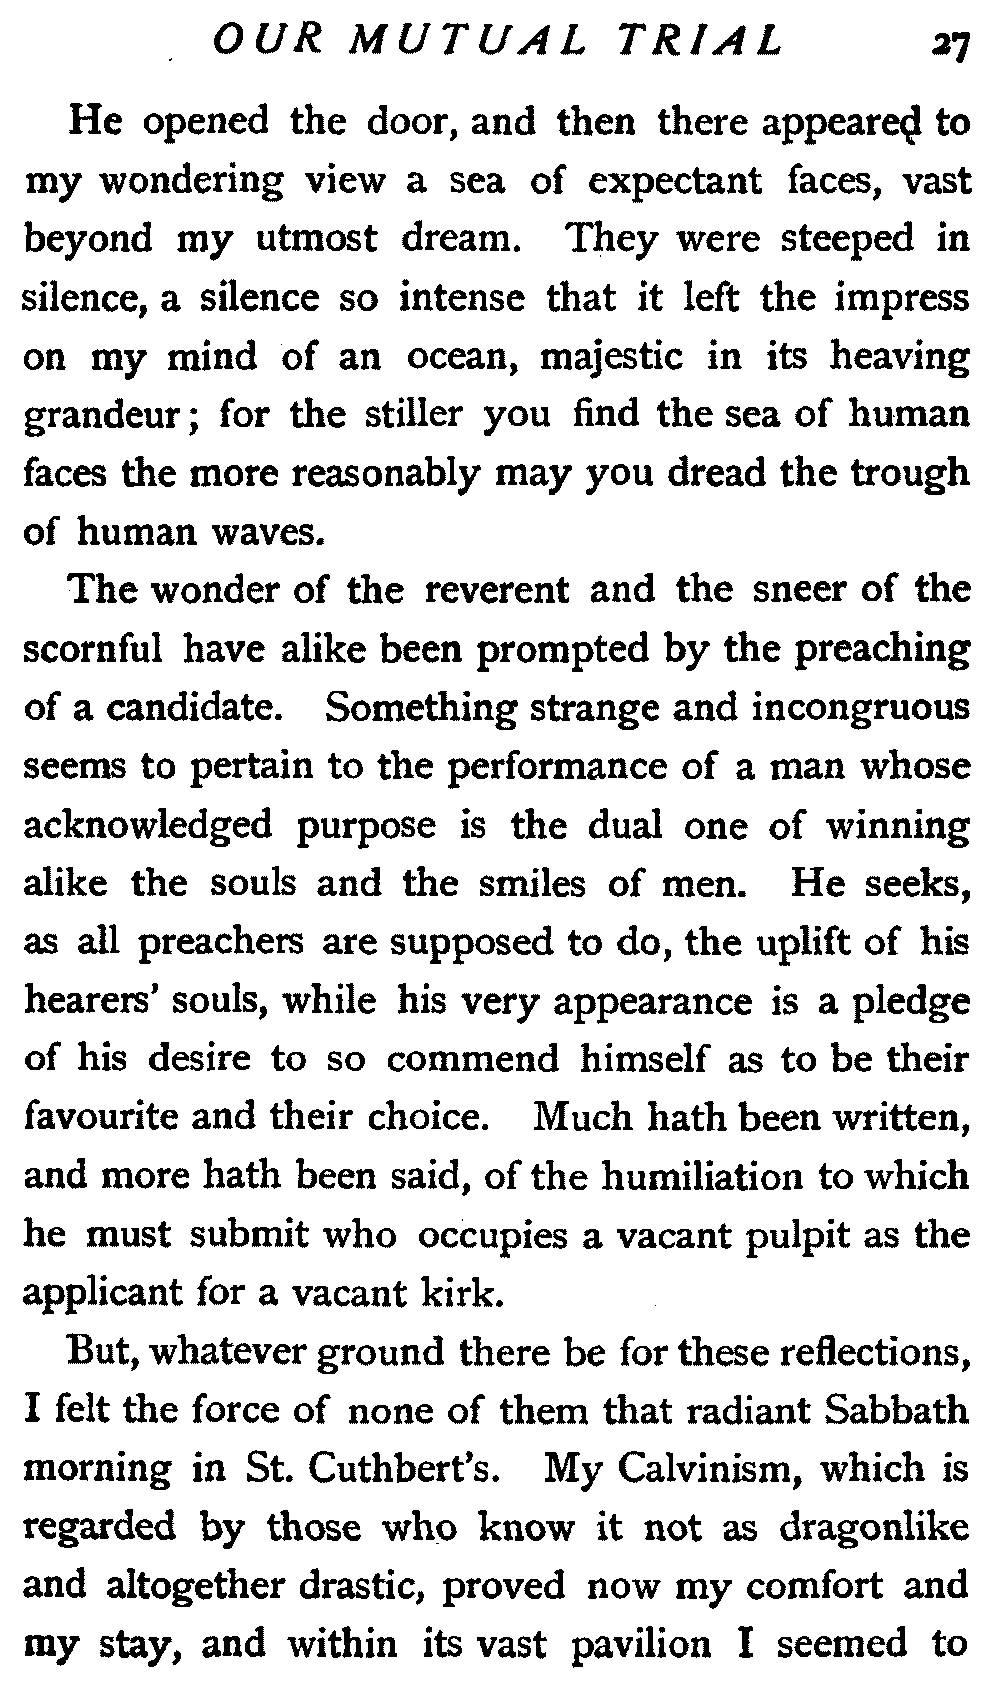 OUR MUTUAL TRIAL 27
He opened the door, and then there appeared to
my wondering view a sea of expectant faces, vast
beyond my utmost dream. They were steeped in
silence, a silence so intense that it left the impress
on my mind of an ocean, majestic in its heaving
grandeur; for the stiller you find the sea of human
faces the more reasonably may you dread the trough
of human waves.
The wonder of the reverent and the sneer of the
scornful have alike been prompted by the preaching
of a candidate. Something strange and incongruous
seems to pertain to the performance of a man whose
acknowledged purpose is the dual one of winning
alike the souls and the smiles of men. He seeks,
as all preachers are supposed to do, the uplift of his
hearers' souls, while his very appearance is a pledge
of his desire to so commend himself as to be their
favourite and their choice. Much hath been written,
and more hath been said, of the humiliation to which
he must submit who occupies a vacant pulpit as the
applicant for a vacant kirk.
But, whatever ground there be for these reflections,
I felt the force of none of them that radiant Sabbath
morning in St. Cuthbert's. My Calvinism, which is
regarded by those who know it not as dragonlike
and altogether drastic, proved now my comfort and
my stay, and within its vast pavilion I seemed to